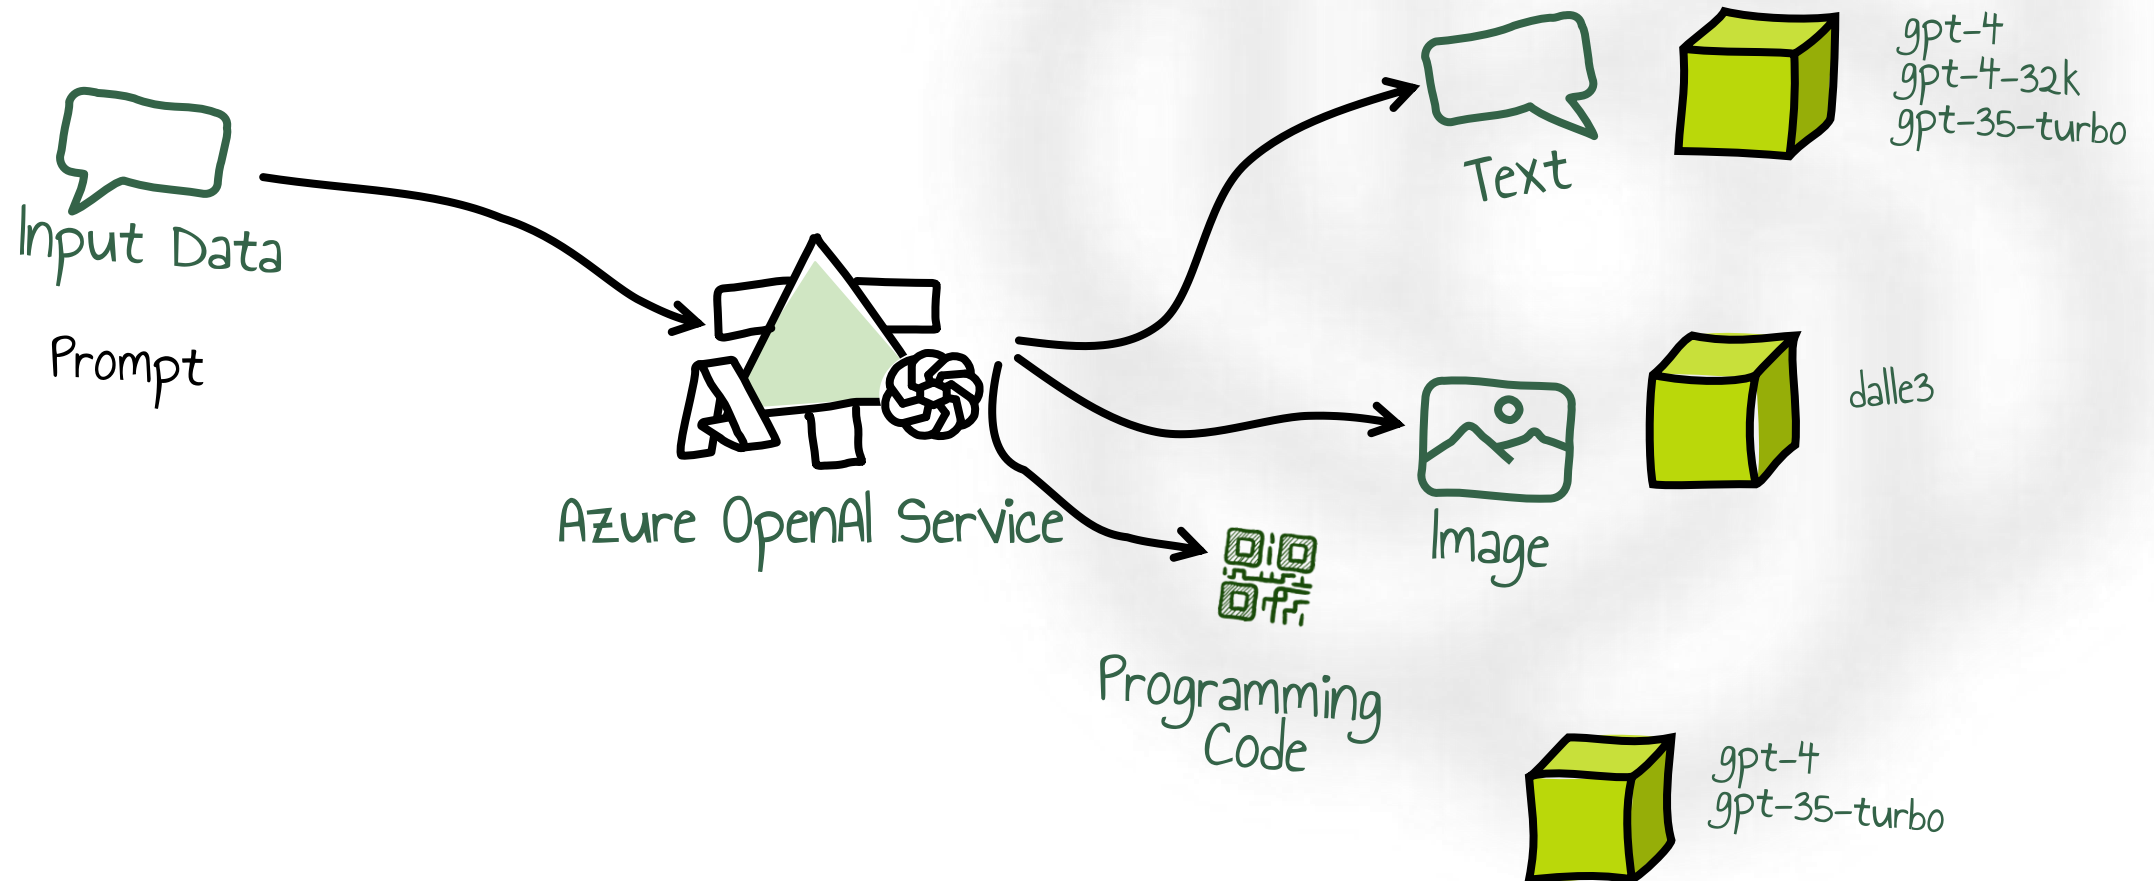 Input Data
Prompt
Azure OpenAI Service
Text
gpt-4
gpt-4-32k
gpt-35-turbo
Image
dalle3
Programming
Code
gpt-4
gpt-35-turbo